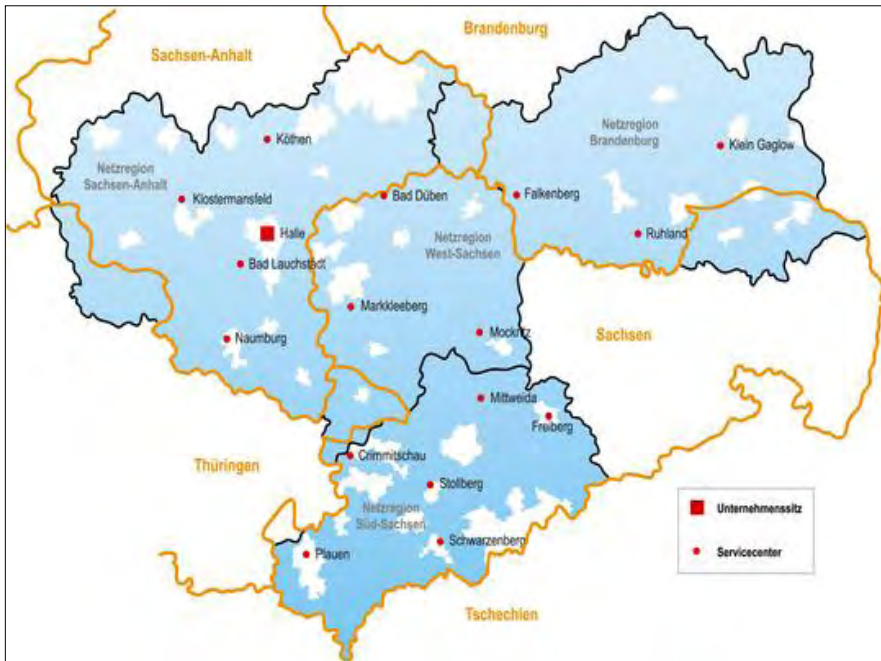 Brandenburg
Sachsen-Anhalt
Köthen
Netzregion
Brandenburg
Klein Gaglow
Netzregion
Sachsen-Anhalt
Klostermansfeld
Bad Düben
Falkenberg
Halle
Netzregion
West-Sachsen
Ruhland
Bad Lauchstädt
Markkleeberg
Naumburg
Mockritz
Sachsen
Mittweida
Freiberg
Thüringen
Crimmitschau
Stollberg
Netzregion
Süd-Sachsen
Unternehmenssitz
Schwarzenberg
Servicecenter
Plauen
Tschechien